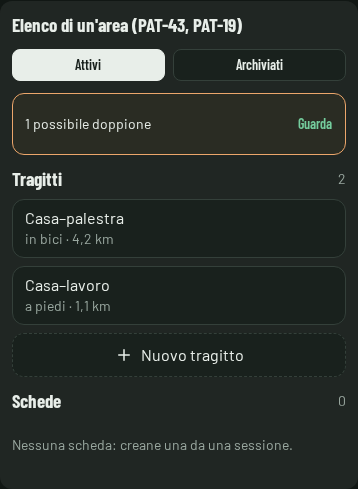 Elenco di un'area (PAT-43, PAT-19)
Attivi
Archiviati
1 possibile doppione
Guarda
Tragitti
2
Casa–palestra
in bici · 4,2 km
Casa–lavoro
a piedi · 1,1 km
+ Nuovo tragitto
Schede
0
Nessuna scheda: creane una da una sessione.